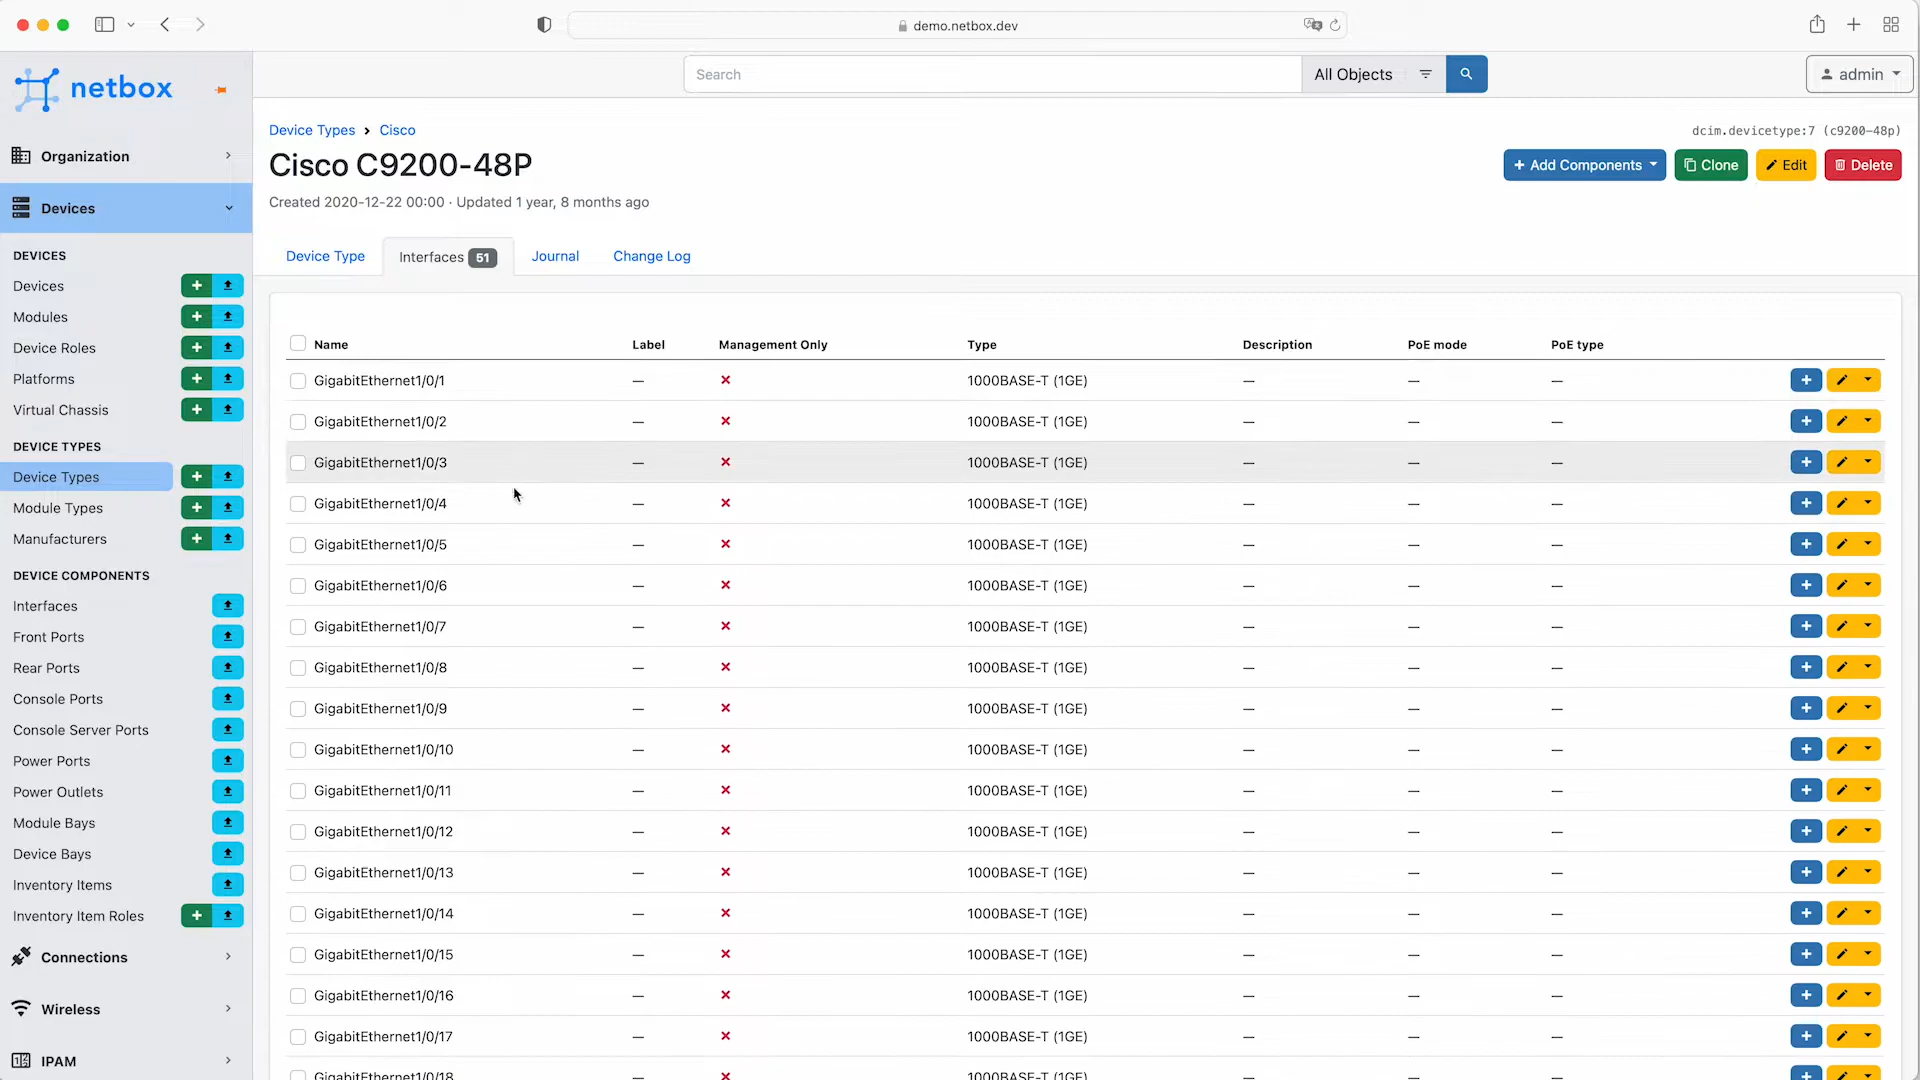 demo.netbox.dev
netbox
Search
All Objects
admin
Device Types > Cisco
dcim.devicetype:7 (c9200-48p)
Cisco C9200-48P
+ Add Components
Clone
Edit
Delete
Created 2020-12-22 00:00 · Updated 1 year, 8 months ago
Device Type
Interfaces 51
Journal
Change Log
Organization
Devices
DEVICES
Devices
Modules
Device Roles
Platforms
Virtual Chassis
DEVICE TYPES
Device Types
Module Types
Manufacturers
DEVICE COMPONENTS
Interfaces
Front Ports
Rear Ports
Console Ports
Console Server Ports
Power Ports
Power Outlets
Module Bays
Device Bays
Inventory Items
Inventory Item Roles
Connections
Wireless
IPAM
Name Label Management Only Type Description PoE mode PoE type
GigabitEthernet1/0/1 — ✕ 1000BASE-T (1GE) — — —
GigabitEthernet1/0/2 — ✕ 1000BASE-T (1GE) — — —
GigabitEthernet1/0/3 — ✕ 1000BASE-T (1GE) — — —
GigabitEthernet1/0/4 — ✕ 1000BASE-T (1GE) — — —
GigabitEthernet1/0/5 — ✕ 1000BASE-T (1GE) — — —
GigabitEthernet1/0/6 — ✕ 1000BASE-T (1GE) — — —
GigabitEthernet1/0/7 — ✕ 1000BASE-T (1GE) — — —
GigabitEthernet1/0/8 — ✕ 1000BASE-T (1GE) — — —
GigabitEthernet1/0/9 — ✕ 1000BASE-T (1GE) — — —
GigabitEthernet1/0/10 — ✕ 1000BASE-T (1GE) — — —
GigabitEthernet1/0/11 — ✕ 1000BASE-T (1GE) — — —
GigabitEthernet1/0/12 — ✕ 1000BASE-T (1GE) — — —
GigabitEthernet1/0/13 — ✕ 1000BASE-T (1GE) — — —
GigabitEthernet1/0/14 — ✕ 1000BASE-T (1GE) — — —
GigabitEthernet1/0/15 — ✕ 1000BASE-T (1GE) — — —
GigabitEthernet1/0/16 — ✕ 1000BASE-T (1GE) — — —
GigabitEthernet1/0/17 — ✕ 1000BASE-T (1GE) — — —
GigabitEthernet1/0/18 — ✕ 1000BASE-T (1GE) — — —